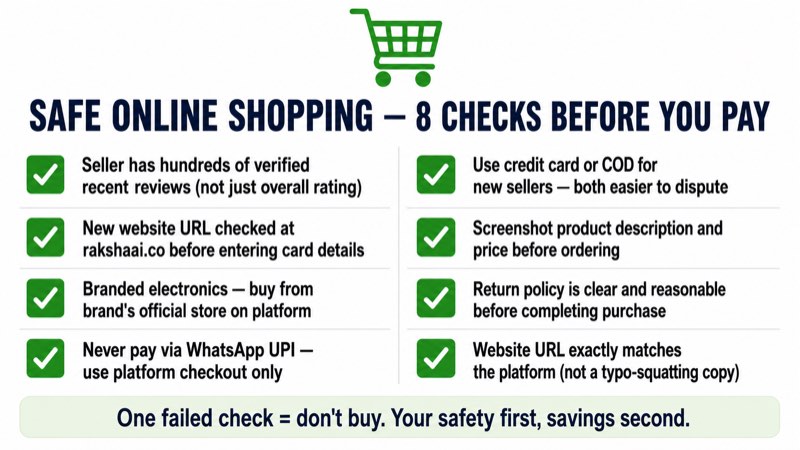 SAFE ONLINE SHOPPING — 8 CHECKS BEFORE YOU PAY
Seller has hundreds of verified
recent reviews (not just overall rating)
New website URL checked at
rakshaai.co before entering card details
Branded electronics — buy from
brand's official store on platform
Never pay via WhatsApp UPI —
use platform checkout only
Use credit card or COD for
new sellers — both easier to dispute
Screenshot product description and
price before ordering
Return policy is clear and reasonable
before completing purchase
Website URL exactly matches
the platform (not a typo-squatting copy)
One failed check = don't buy. Your safety first, savings second.